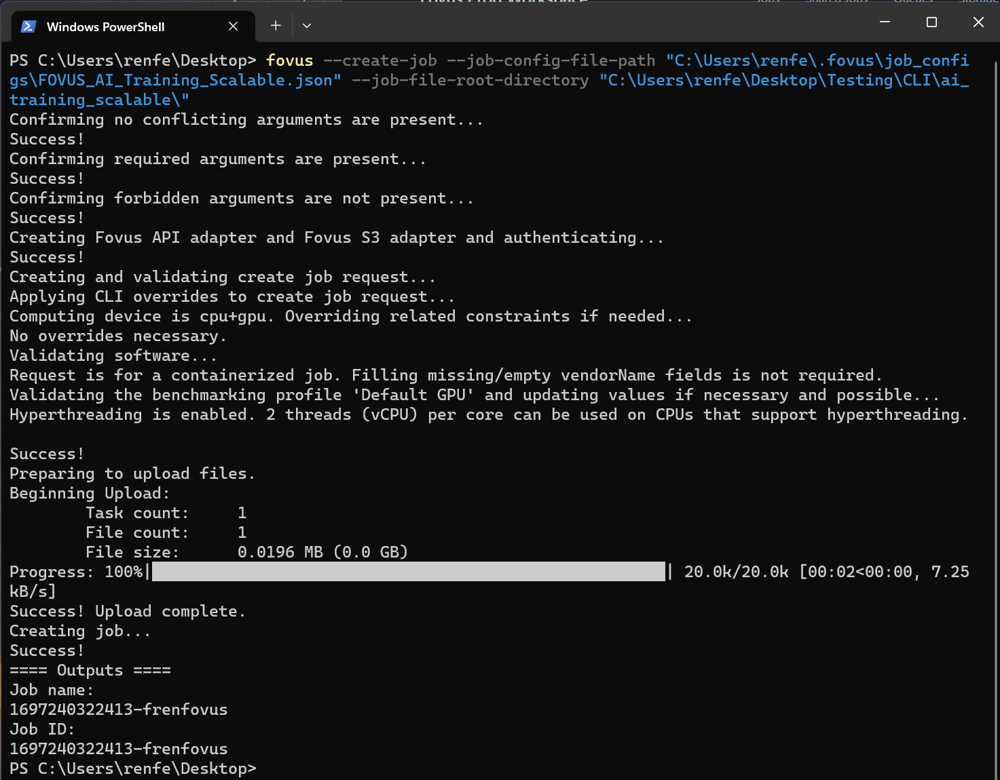 Windows PowerShell
PS C:\Users\renfe\Desktop> fovus --create-job --job-config-file-path "C:\Users\renfe\.fovus\job_confi
gs\FOVUS_AI_Training_Scalable.json" --job-file-root-directory "C:\Users\renfe\Desktop\Testing\CLI\ai_
training_scalable\"
Confirming no conflicting arguments are present...
Success!
Confirming required arguments are present...
Success!
Confirming forbidden arguments are not present...
Success!
Creating Fovus API adapter and Fovus S3 adapter and authenticating...
Success!
Creating and validating create job request...
Applying CLI overrides to create job request...
Computing device is cpu+gpu. Overriding related constraints if needed...
No overrides necessary.
Validating software...
Request is for a containerized job. Filling missing/empty vendorName fields is not required.
Validating the benchmarking profile 'Default GPU' and updating values if necessary and possible...
Hyperthreading is enabled. 2 threads (vCPU) per core can be used on CPUs that support hyperthreading.
Success!
Preparing to upload files.
Beginning Upload:
Task count: 1
File count: 1
File size: 0.0196 MB (0.0 GB)
Progress: 100%| | 20.0k/20.0k [00:02<00:00, 7.25
kB/s]
Success! Upload complete.
Creating job...
Success!
==== Outputs ====
Job name:
1697240322413-frenfovus
Job ID:
1697240322413-frenfovus
PS C:\Users\renfe\Desktop>